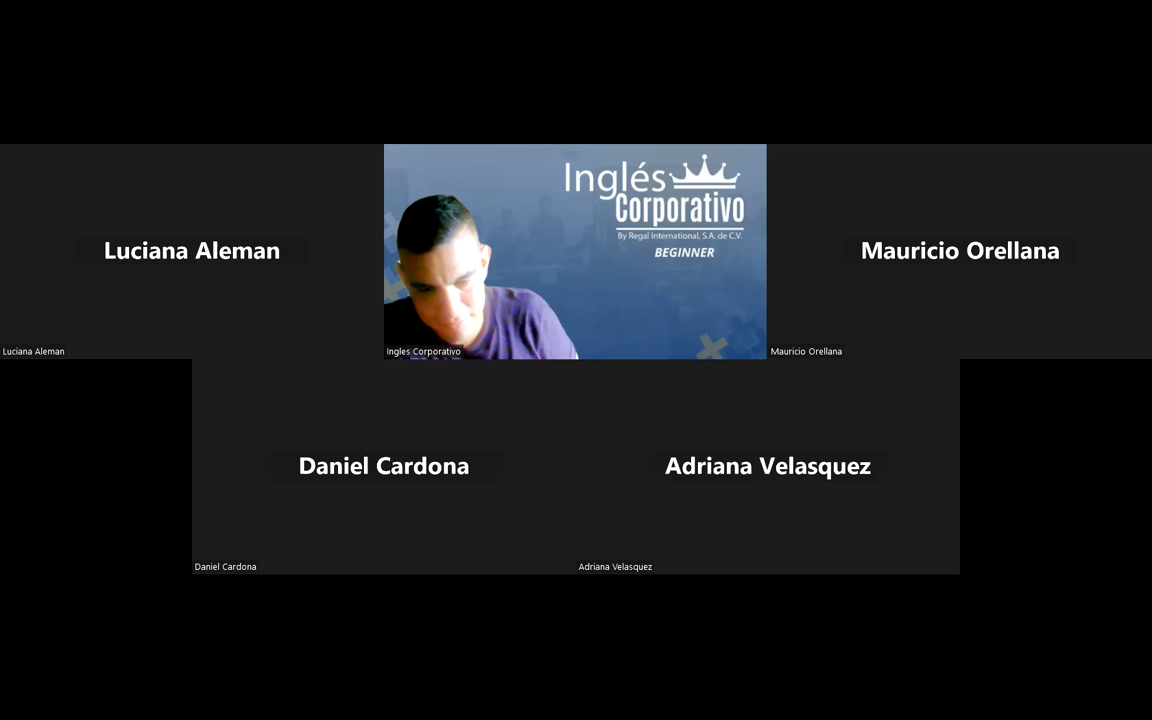 Luciana Aleman
Luciana Aleman
Inglés
Corporativo
By Regal International, S.A. de C.V.
BEGINNER
Ingles Corporativo
Mauricio Orellana
Mauricio Orellana
Daniel Cardona
Daniel Cardona
Adriana Velasquez
Adriana Velasquez